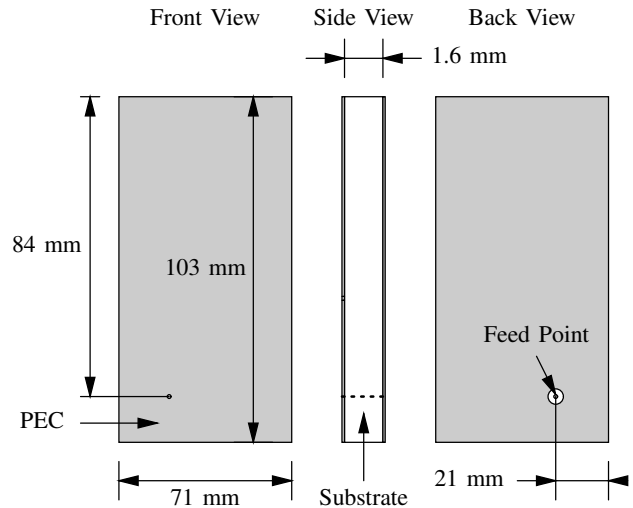 Front View
Side View
Back View
1.6 mm
84 mm
103 mm
Feed Point
PEC
71 mm
Substrate
21 mm